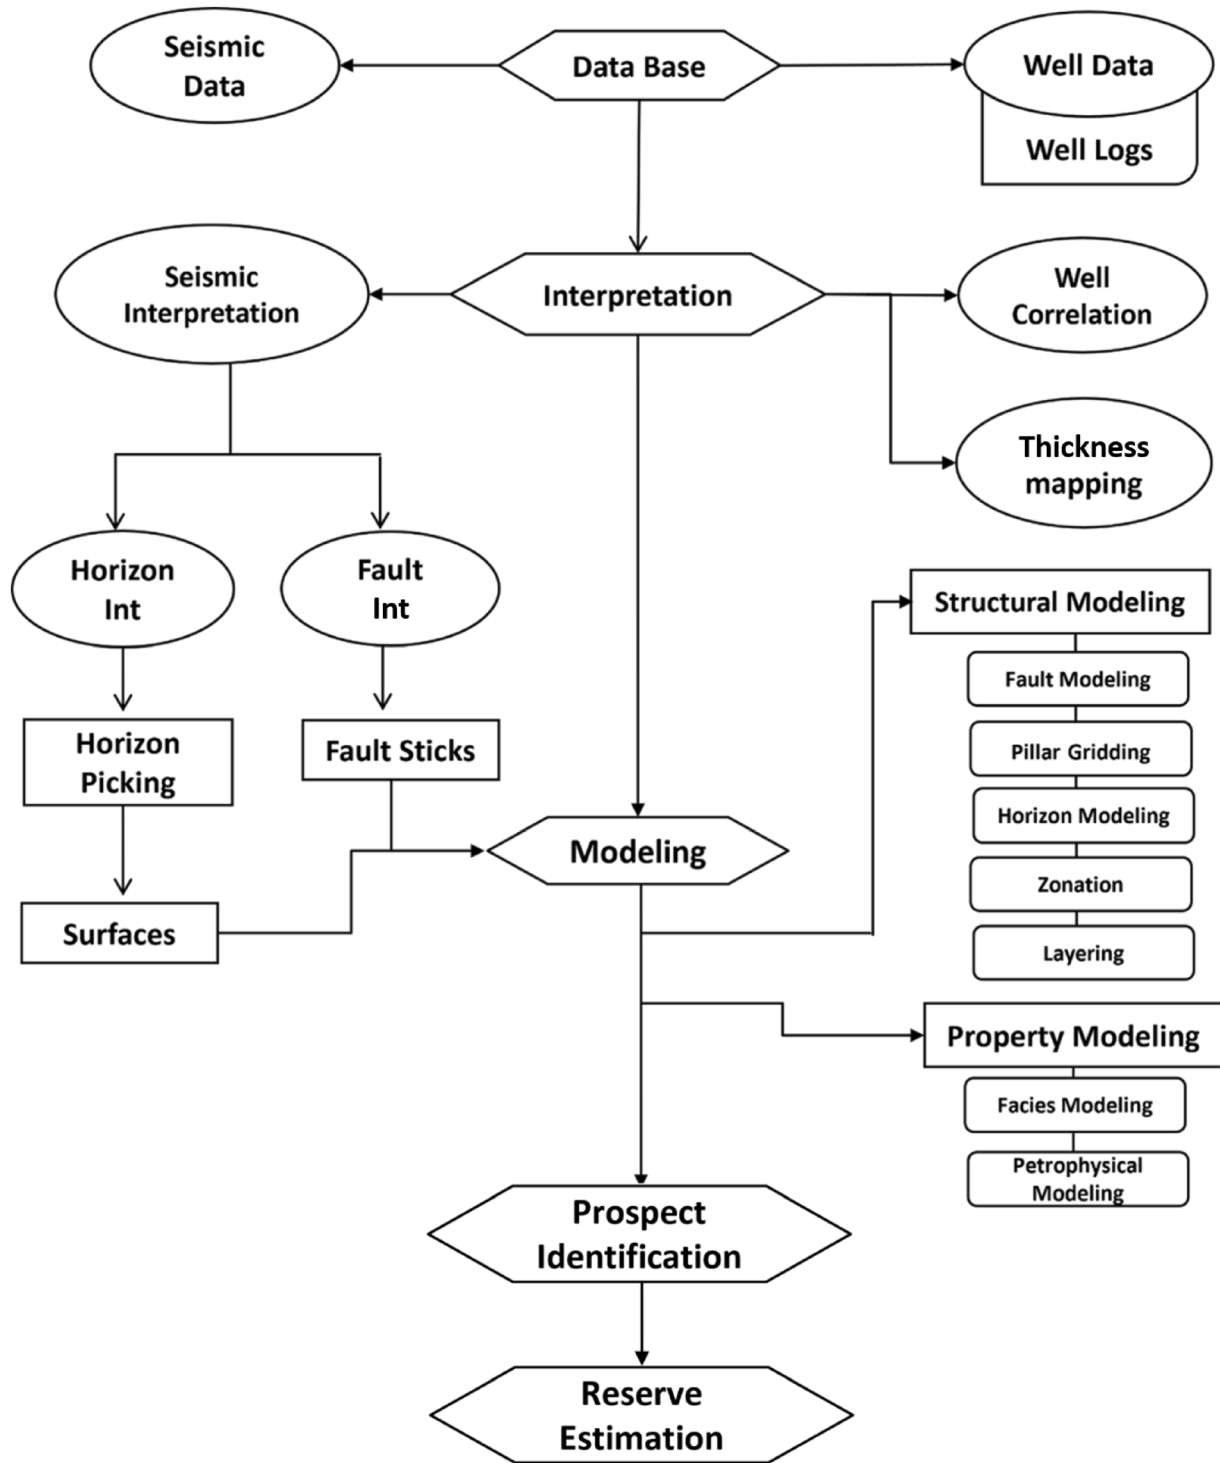 Seismic
Data
Data Base
Well Data
Well Logs
Seismic
Interpretation
Interpretation
Well
Correlation
Thickness
mapping
Horizon
Int
Fault
Int
Structural Modeling
Fault Modeling
Pillar Gridding
Horizon Modeling
Zonation
Layering
Horizon
Picking
Fault Sticks
Modeling
Surfaces
Property Modeling
Facies Modeling
Petrophysical
Modeling
Prospect
Identification
Reserve
Estimation